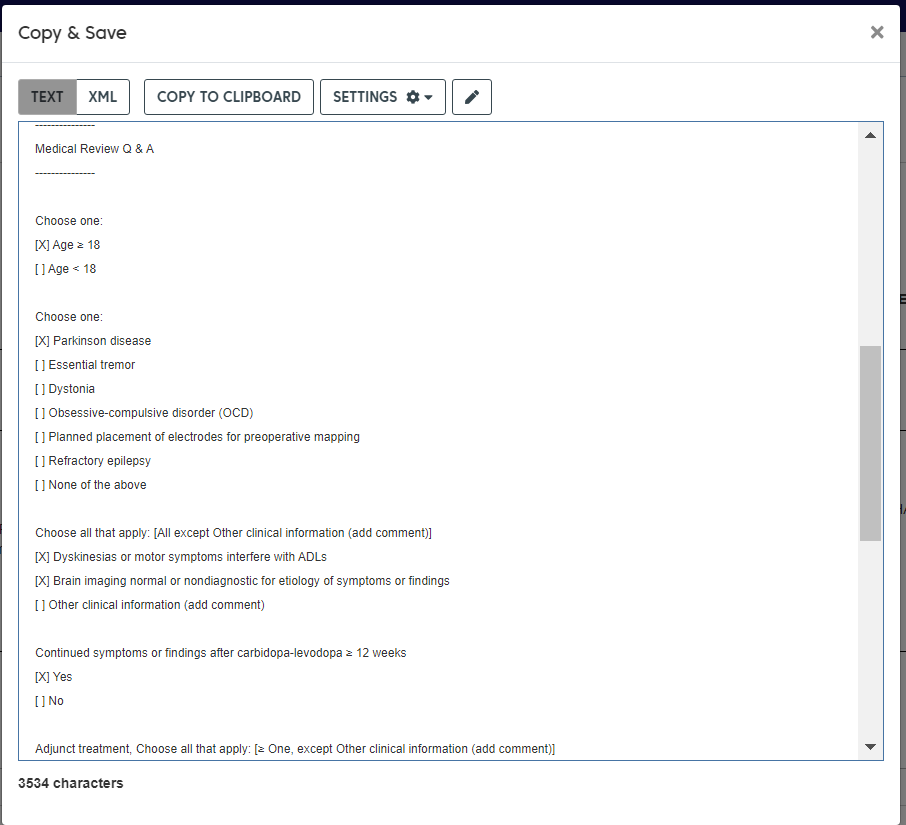 Copy & Save
×
TEXT XML COPY TO CLIPBOARD SETTINGS
---------------
Medical Review Q & A
---------------
Choose one:
[X] Age ≥ 18
[ ] Age < 18
Choose one:
[X] Parkinson disease
[ ] Essential tremor
[ ] Dystonia
[ ] Obsessive-compulsive disorder (OCD)
[ ] Planned placement of electrodes for preoperative mapping
[ ] Refractory epilepsy
[ ] None of the above
Choose all that apply: [All except Other clinical information (add comment)]
[X] Dyskinesias or motor symptoms interfere with ADLs
[X] Brain imaging normal or nondiagnostic for etiology of symptoms or findings
[ ] Other clinical information (add comment)
Continued symptoms or findings after carbidopa-levodopa ≥ 12 weeks
[X] Yes
[ ] No
Adjunct treatment, Choose all that apply: [≥ One, except Other clinical information (add comment)]
3534 characters